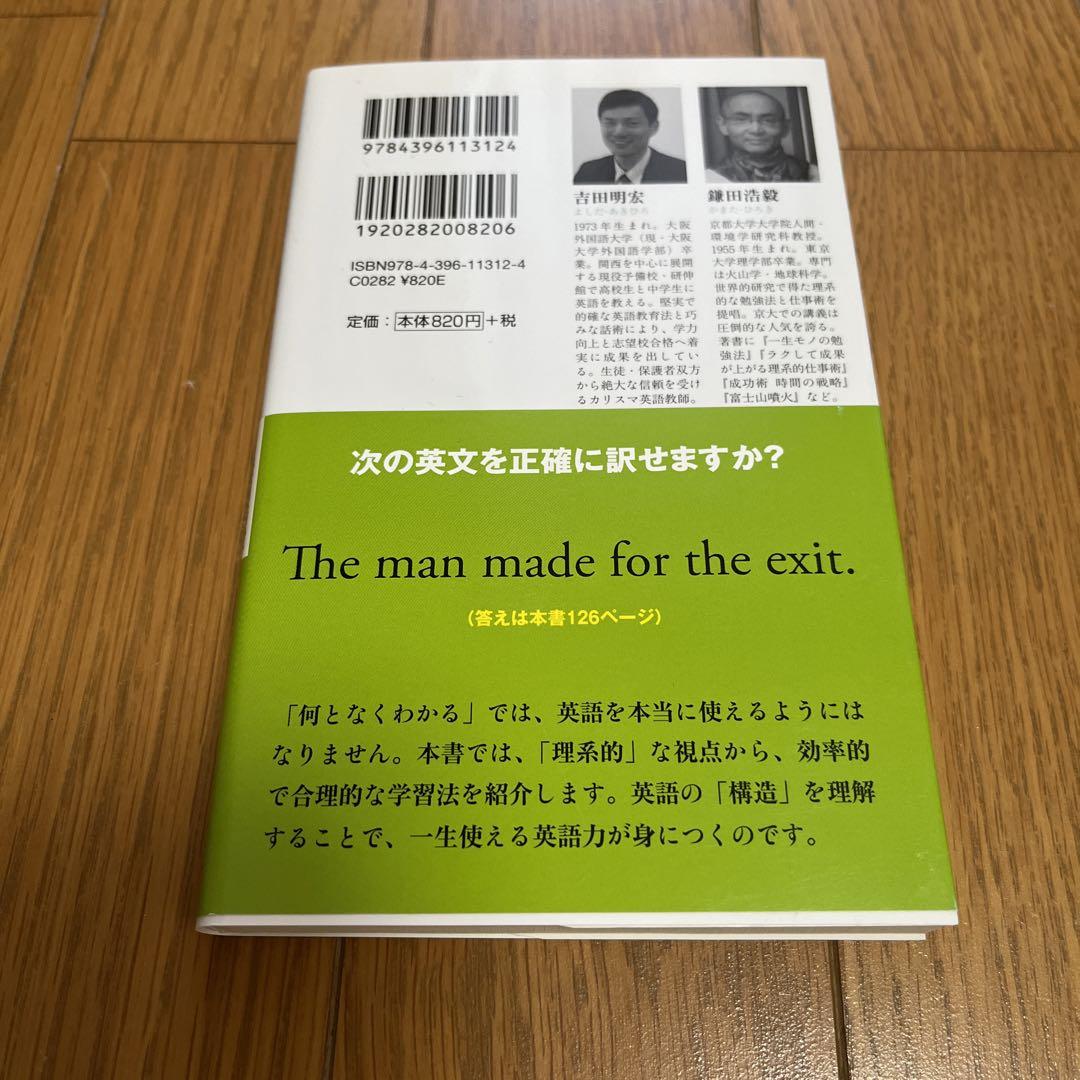 9784396113124
1920282008206
ISBN978-4-396-11312-4
C0282 ¥820E
定価：本体820円＋税
吉田明宏
よしだ・あきひろ
1973年生まれ。大阪
外国語大学（現・大阪
大学外国語学部）卒
業。関西を中心に展開
する現役予備校・研伸
館で高校生と中学生に
英語を教える。堅実で
的確な英語教育法と巧
みな話術により、学力
向上と志望校合格へ着
実に成果を出してい
る。生徒・保護者双方
から絶大な信頼を受け
るカリスマ英語教師。
鎌田浩毅
かまた・ひろき
京都大学大学院人間・
環境学研究科教授。
1955年生まれ。東京
大学理学部卒業。専門
は火山学・地球科学。
世界的研究で得た理系
的な勉強法と仕事術を
提唱。京大での講義は
圧倒的な人気を誇る。
著書に『一生モノの勉
強法』『ラクして成果
が上がる理系的仕事術』
『成功術 時間の戦略』
『富士山噴火』など。
次の英文を正確に訳せますか？
The man made for the exit.
（答えは本書126ページ）
「何となくわかる」では、英語を本当に使えるようには
なりません。本書では、「理系的」な視点から、効率的
で合理的な学習法を紹介します。英語の「構造」を理解
することで、一生使える英語力が身につくのです。